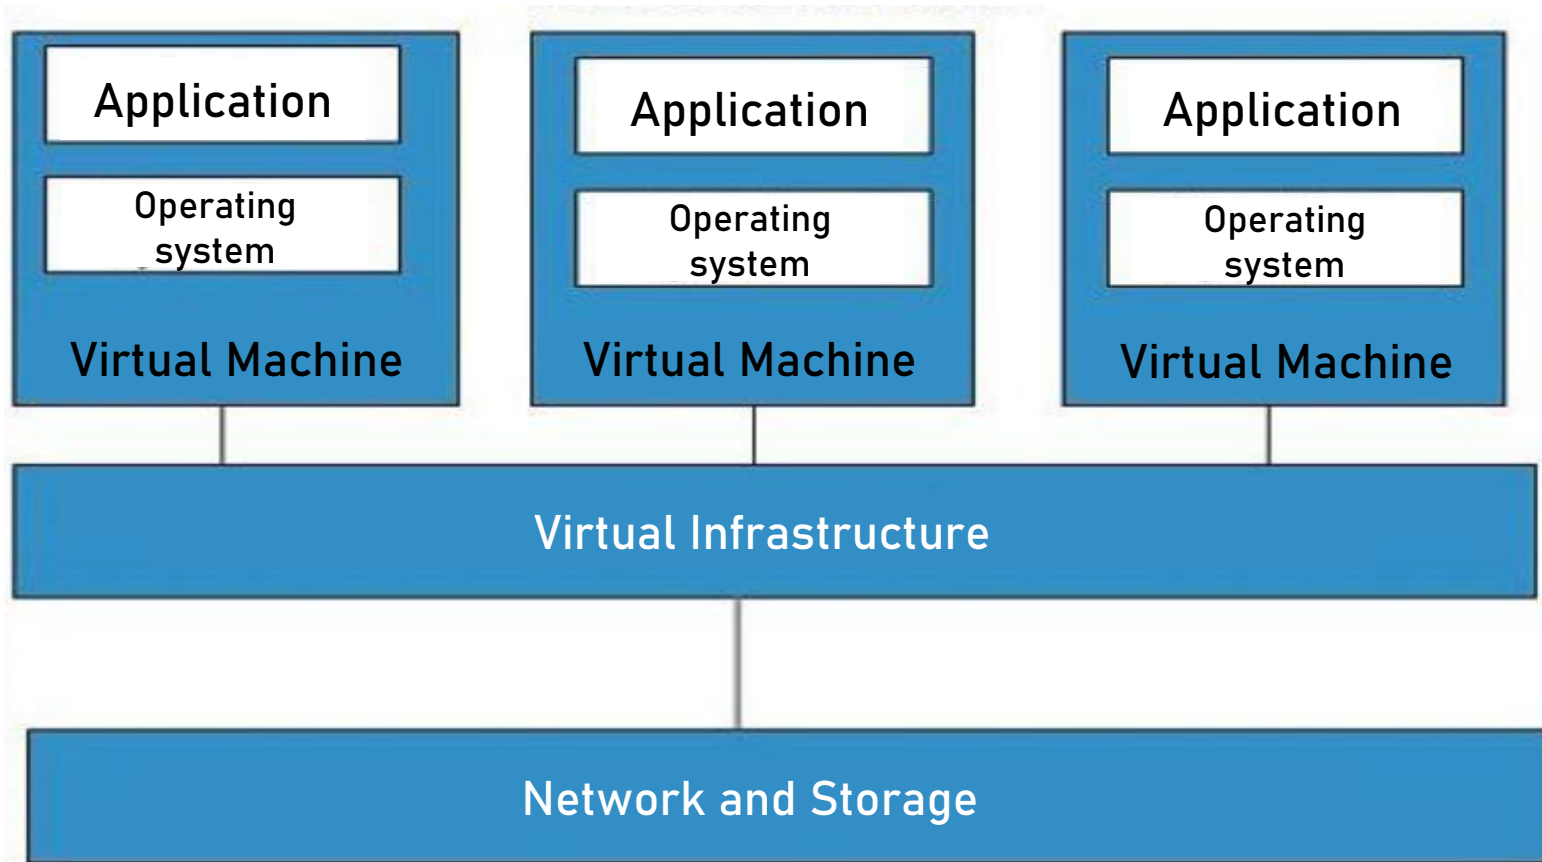 Application
Application
Application
Operating
system
Operating
system
Operating
system
Virtual Machine
Virtual Machine
Virtual Machine
Virtual Infrastructure
Network and Storage